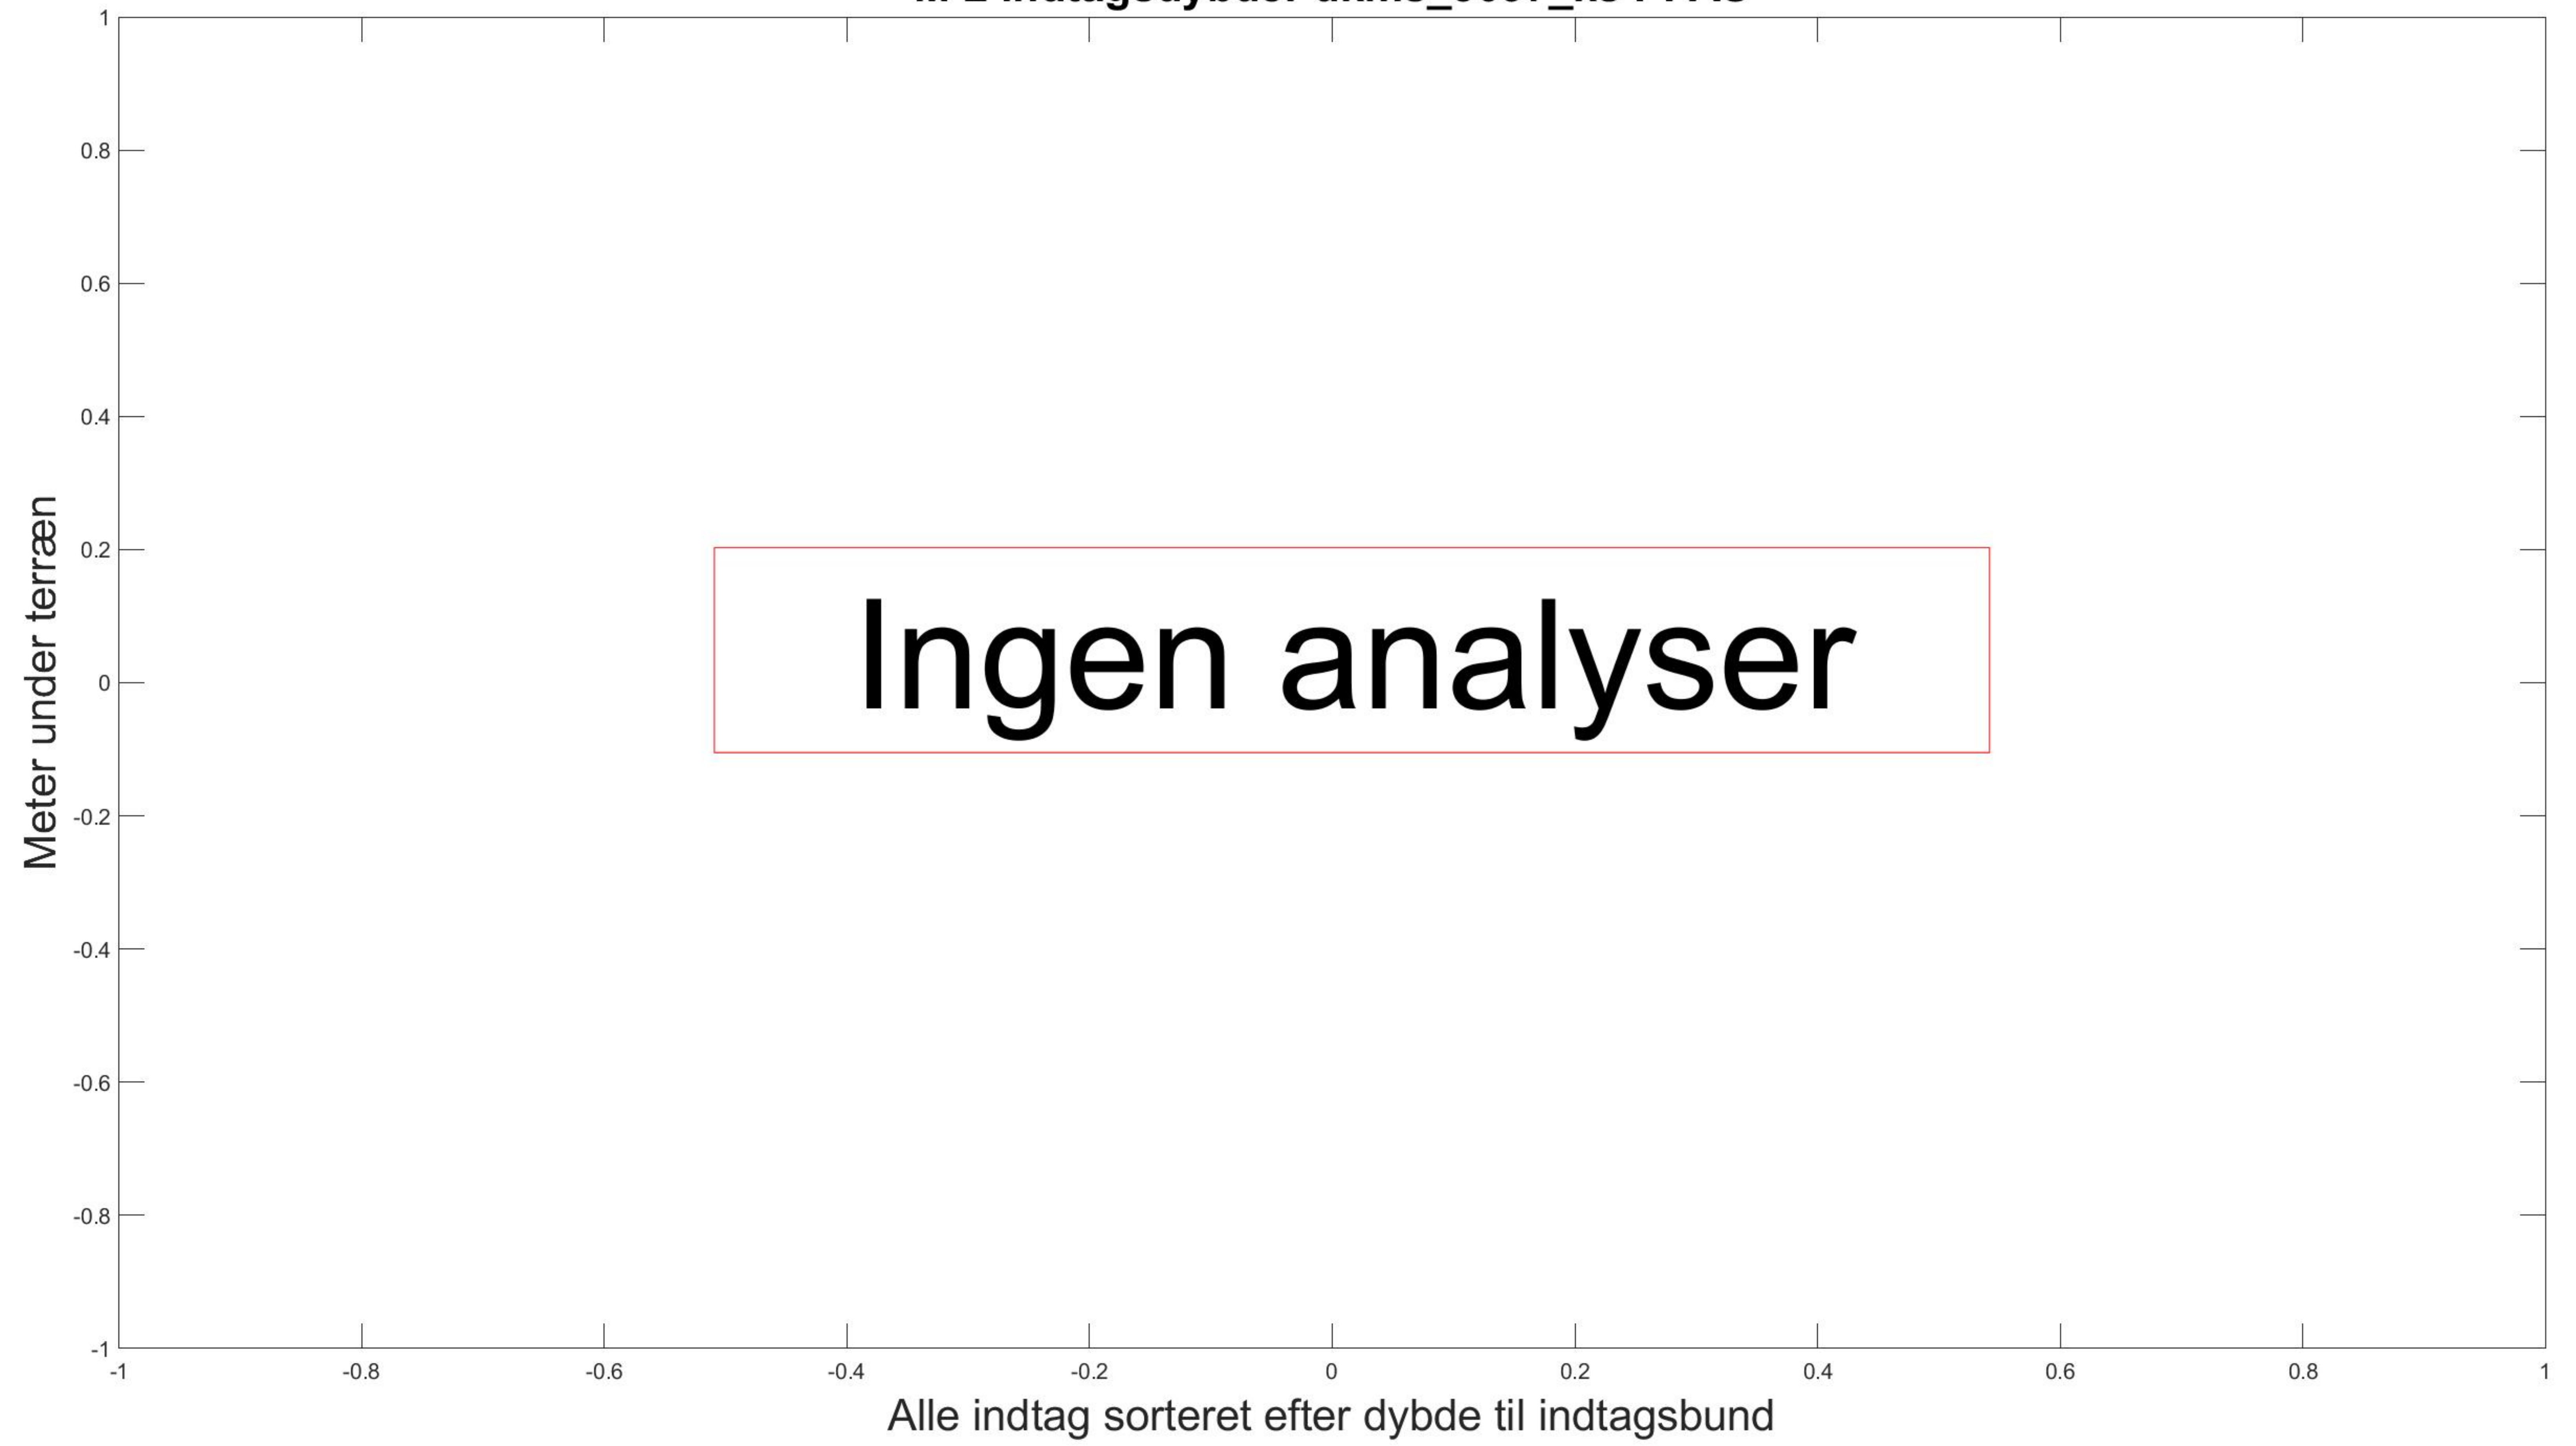 1
0.8
0.6
0.4
0.2
0
-0.2
-0.4
-0.6
-0.8
-1
Meter under terræn
Ingen analyser
-1 -0.8 -0.6 -0.4 -0.2 0 0.2 0.4 0.6 0.8 1
Alle indtag sorteret efter dybde til indtagsbund